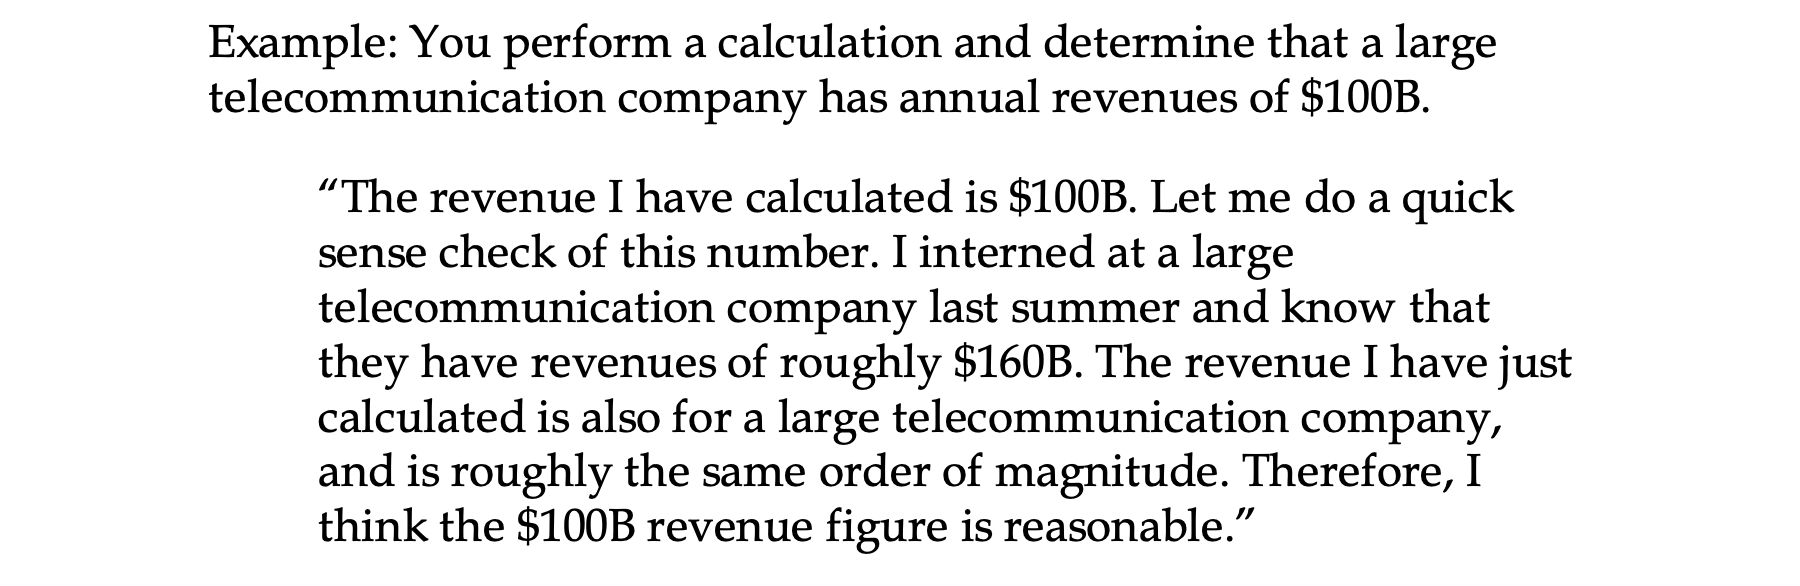 Example: You perform a calculation and determine that a large
telecommunication company has annual revenues of $100B.
“The revenue I have calculated is $100B. Let me do a quick
sense check of this number. I interned at a large
telecommunication company last summer and know that
they have revenues of roughly $160B. The revenue I have just
calculated is also for a large telecommunication company,
and is roughly the same order of magnitude. Therefore, I
think the $100B revenue figure is reasonable.”